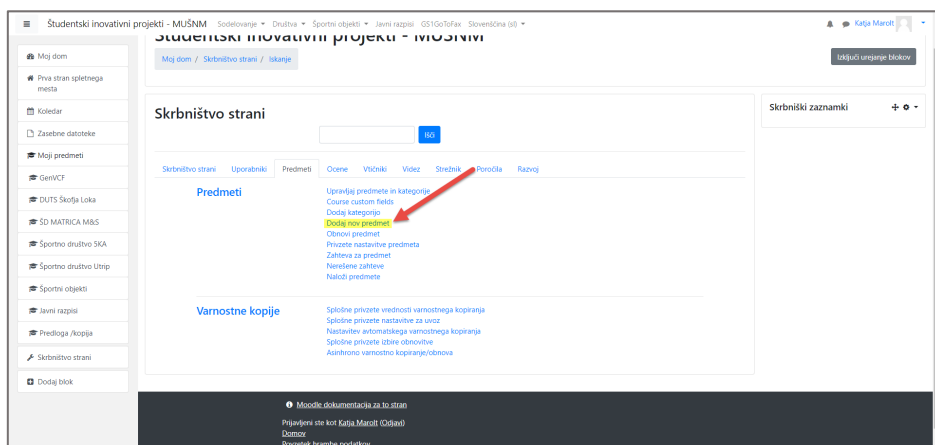 Študentski inovativni projekti - MUŠNM Sodelovanje Društva Športni objekti Javni razpisi GS1GoToFax Slovenščina (sl) Katja Marolt
Študentski inovativni projekti - MUŠNM
Moj dom / Skrbništvo strani / Iskanje
Izključi urejanje blokov
Moj dom
Prva stran spletnega mesta
Koledar
Zasebne datoteke
Moji predmeti
GenVCF
DUTS Škofja Loka
ŠD MATRICA M&S
Športno društvo ŠKA
Športno društvo Utrip
Športni objekti
Javni razpisi
Predloga /kopija
Skrbništvo strani
Dodaj blok
Skrbništvo strani
Išči
Skrbništvo strani Uporabniki Predmeti Ocene Vtičniki Videz Strežnik Poročila Razvoj
Predmeti
Upravljaj predmete in kategorije
Course custom fields
Dodaj kategorijo
Dodaj nov predmet
Obnovi predmet
Privzete nastavitve predmeta
Zahteva za predmet
Nerešene zahteve
Naloži predmete
Varnostne kopije
Splošne privzete vrednosti varnostnega kopiranja
Splošne privzete nastavitve za uvoz
Nastavitev avtomatskega varnostnega kopiranja
Splošne privzete izbire obnovitve
Asinhrono varnostno kopiranje/obnova
Skrbniški zaznamki
Moodle dokumentacija za to stran
Prijavljeni ste kot Katja Marolt (Odjavi)
Domov
Povzetek hrambe podatkov